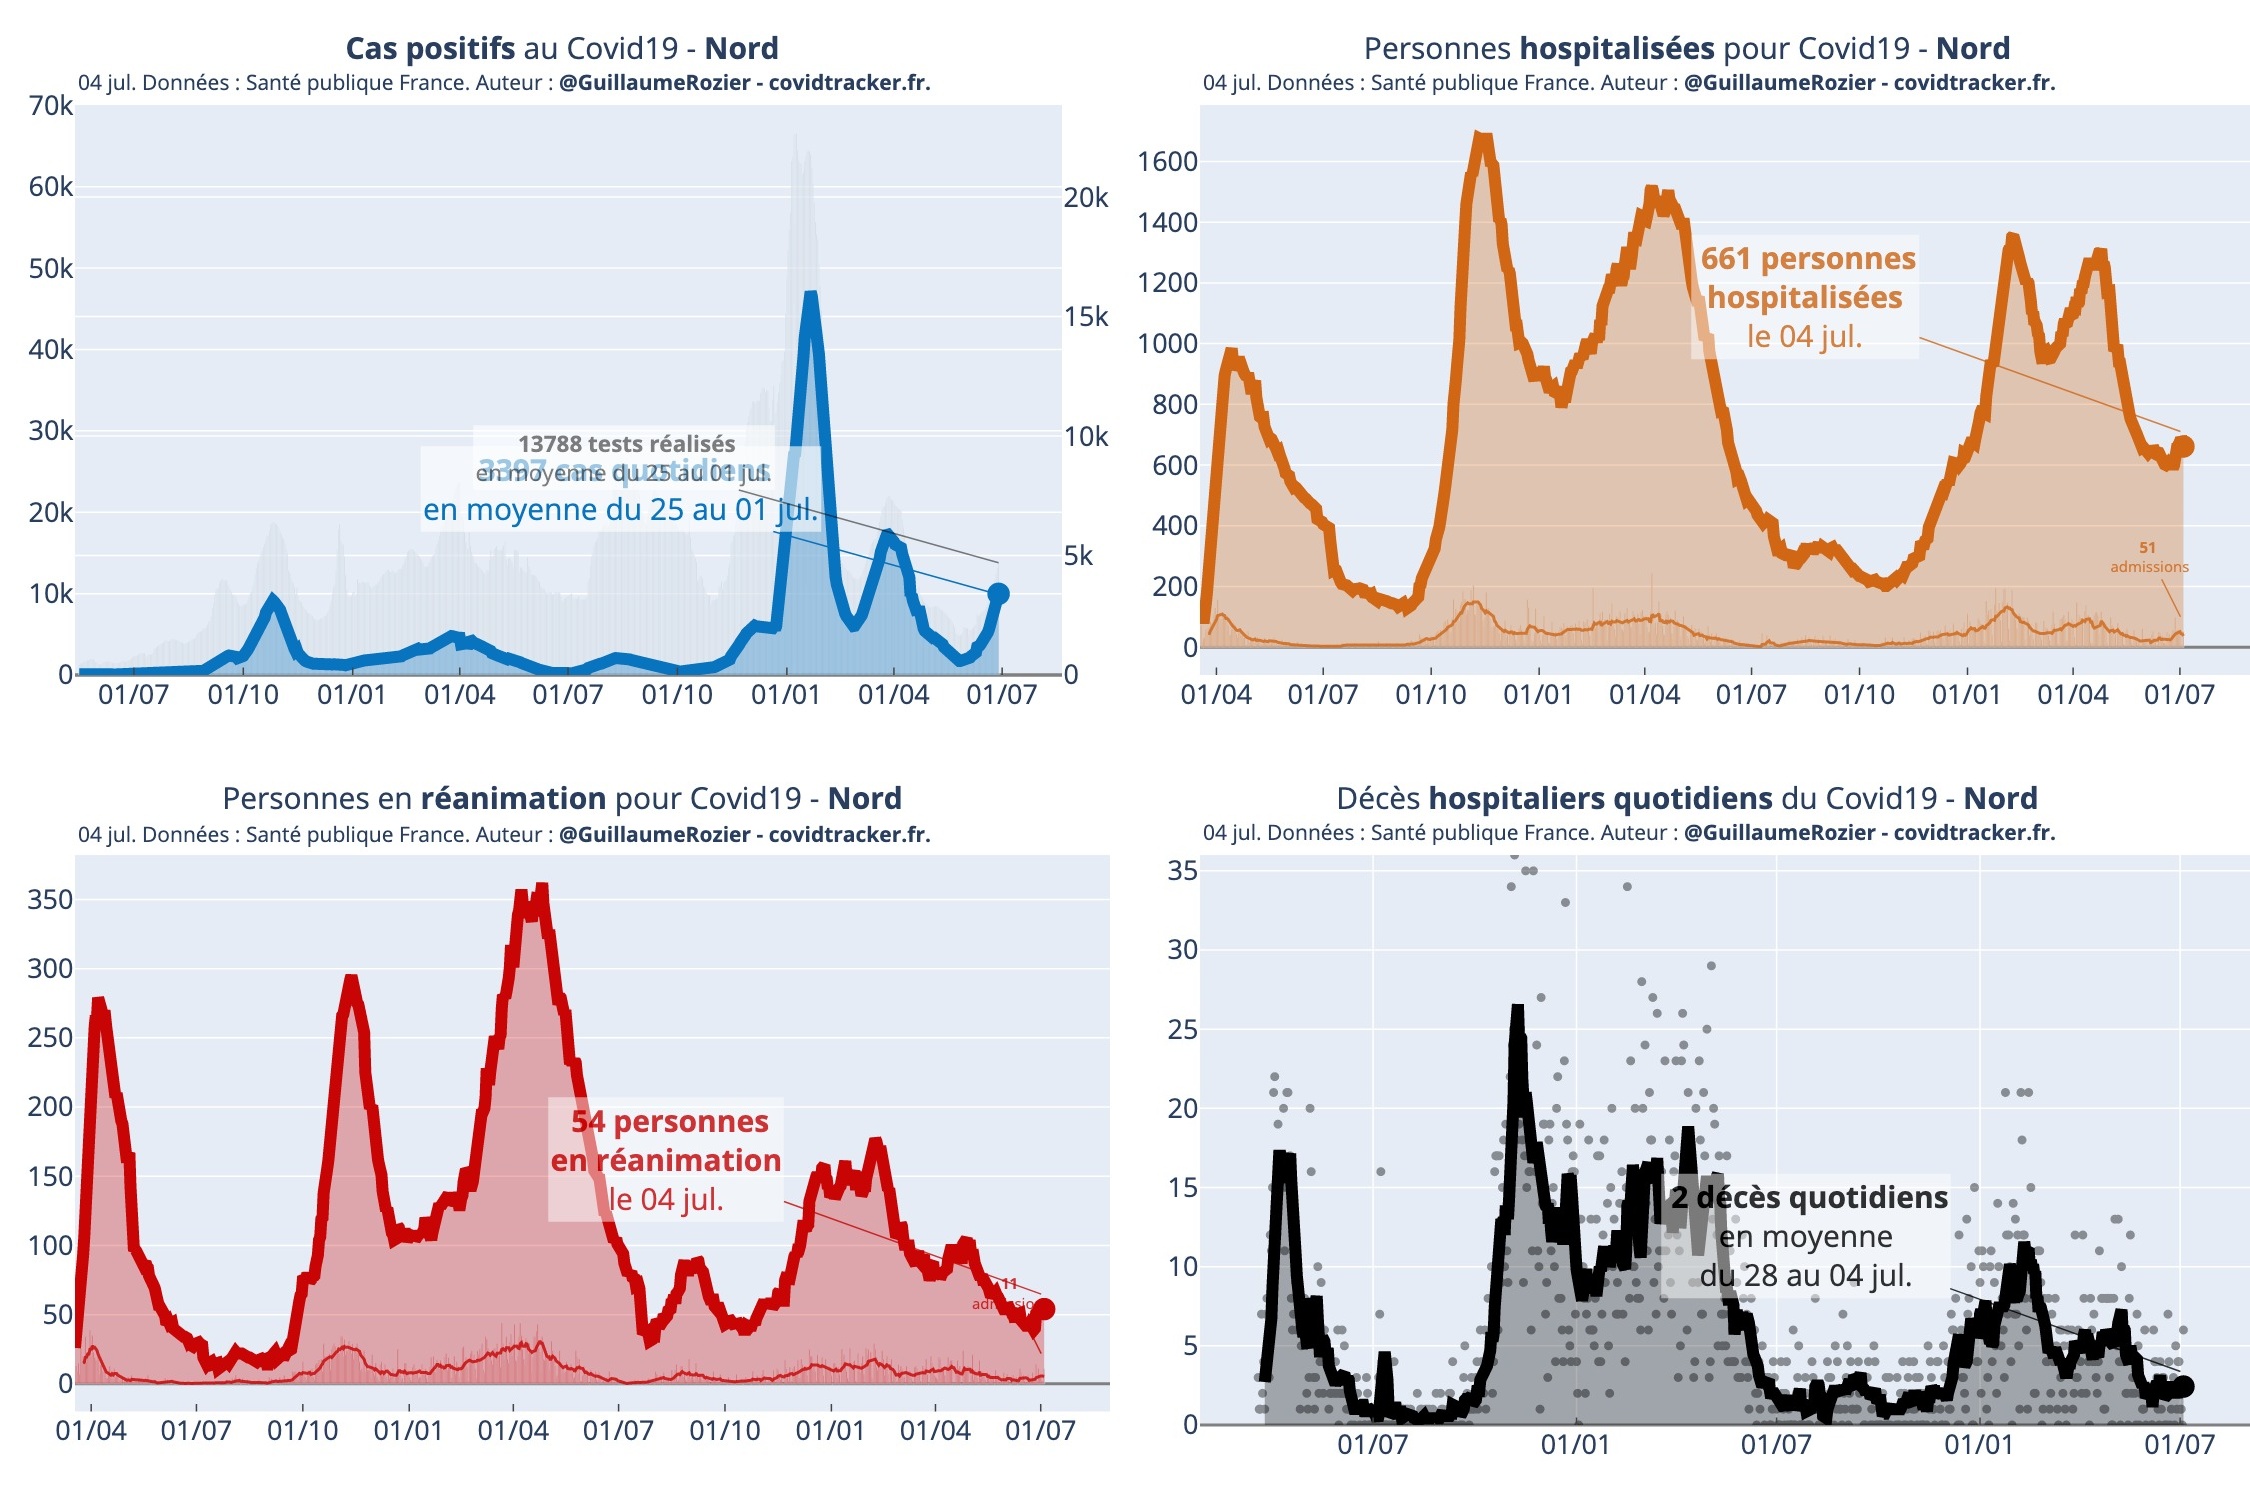 Cas positifs au Covid19 - Nord
04 jul. Données : Santé publique France. Auteur : @GuillaumeRozier - covidtracker.fr.
70k
60k
50k
40k
30k
20k
10k
0
20k
15k
10k
5k
0
13788 tests réalisés
en moyenne du 25 au 01 jul.
3397 cas quotidiens
en moyenne du 25 au 01 jul.
01/07 01/10 01/01 01/04 01/07 01/10 01/01 01/04 01/07
Personnes hospitalisées pour Covid19 - Nord
04 jul. Données : Santé publique France. Auteur : @GuillaumeRozier - covidtracker.fr.
1600
1400
1200
1000
800
600
400
200
0
661 personnes
hospitalisées
le 04 jul.
51
admissions
01/04 01/07 01/10 01/01 01/04 01/07 01/10 01/01 01/04 01/07
Personnes en réanimation pour Covid19 - Nord
04 jul. Données : Santé publique France. Auteur : @GuillaumeRozier - covidtracker.fr.
350
300
250
200
150
100
50
0
54 personnes
en réanimation
le 04 jul.
11
01/04 01/07 01/10 01/01 01/04 01/07 01/10 01/01 01/04 01/07
Décès hospitaliers quotidiens du Covid19 - Nord
04 jul. Données : Santé publique France. Auteur : @GuillaumeRozier - covidtracker.fr.
35
30
25
20
15
10
5
0
2 décès quotidiens
en moyenne
du 28 au 04 jul.
01/07 01/01 01/07 01/01 01/07